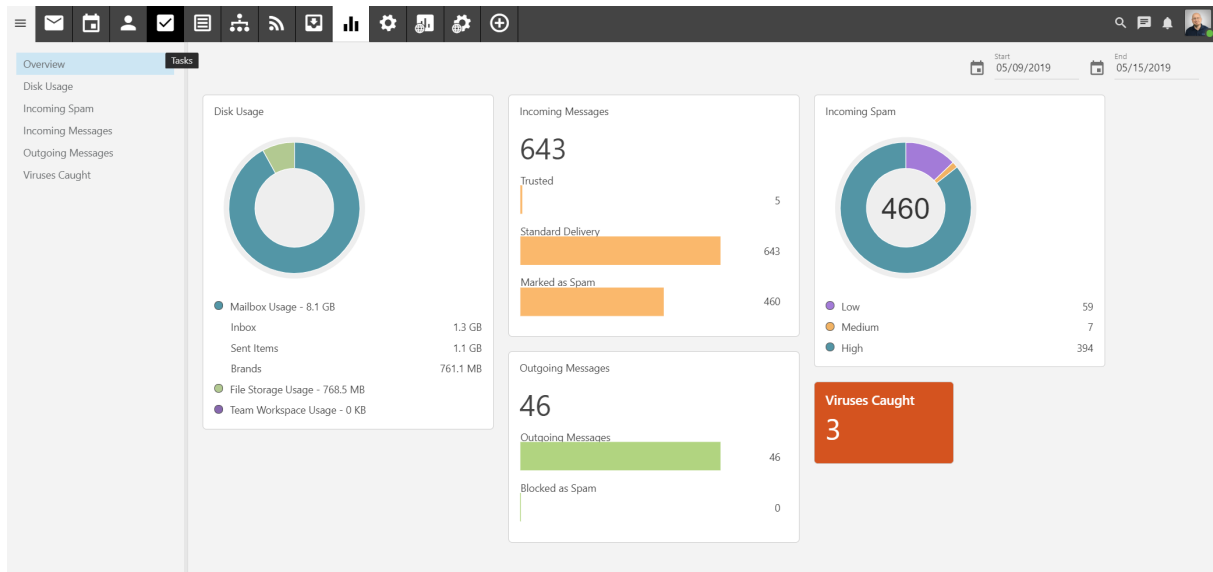 Tasks
Start
05/09/2019
End
05/15/2019
Overview
Disk Usage
Incoming Spam
Incoming Messages
Outgoing Messages
Viruses Caught
Disk Usage
Mailbox Usage - 8.1 GB
Inbox 1.3 GB
Sent Items 1.1 GB
Brands 761.1 MB
File Storage Usage - 768.5 MB
Team Workspace Usage - 0 KB
Incoming Messages
643
Trusted
5
Standard Delivery
643
Marked as Spam
460
Outgoing Messages
46
Outgoing Messages
46
Blocked as Spam
0
Incoming Spam
460
Low 59
Medium 7
High 394
Viruses Caught
3